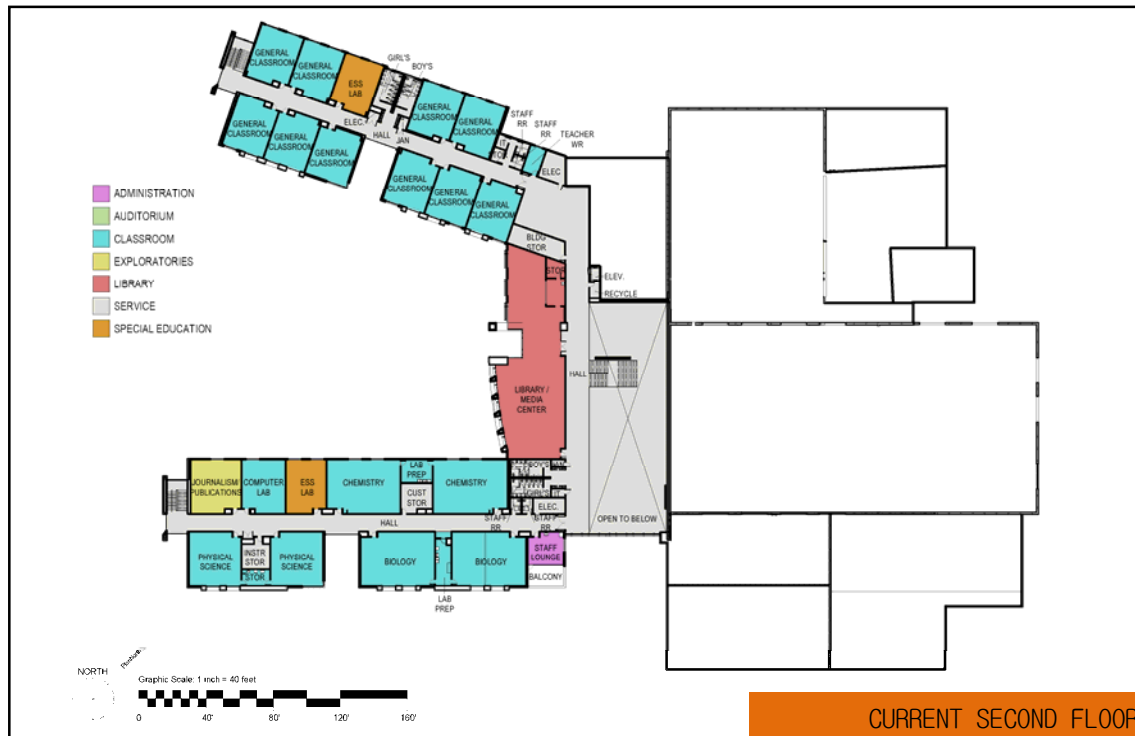 GENERAL
CLASSROOM
GENERAL
CLASSROOM
ESS
LAB
GIRL'S
BOY'S
GENERAL
CLASSROOM
GENERAL
CLASSROOM
STAFF
RR
STAFF
RR
TEACHER
WR
ELEC.
HALL
JAN
IT
ELEC
GENERAL
CLASSROOM
GENERAL
CLASSROOM
GENERAL
CLASSROOM
GENERAL
CLASSROOM
GENERAL
CLASSROOM
GENERAL
CLASSROOM
BLDG
STOR
STOR
ELEV.
RECYCLE
ADMINISTRATION
AUDITORIUM
CLASSROOM
EXPLORATORIES
LIBRARY
SERVICE
SPECIAL EDUCATION
HALL
LIBRARY /
MEDIA
CENTER
JOURNALISM/
PUBLICATIONS
COMPUTER
LAB
ESS
LAB
CHEMISTRY
LAB
PREP
CHEMISTRY
CUST
STOR
BOY'S
GIRL'S
IT
ELEC.
HALL
STAFF
RR
STAFF
RR
OPEN TO BELOW
PHYSICAL
SCIENCE
INSTR
STOR
STOR
PHYSICAL
SCIENCE
BIOLOGY
BIOLOGY
STAFF
LOUNGE
BALCONY
LAB
PREP
NORTH
Graphic Scale: 1 inch = 40 feet
0 40' 80' 120' 160'
CURRENT SECOND FLOOR